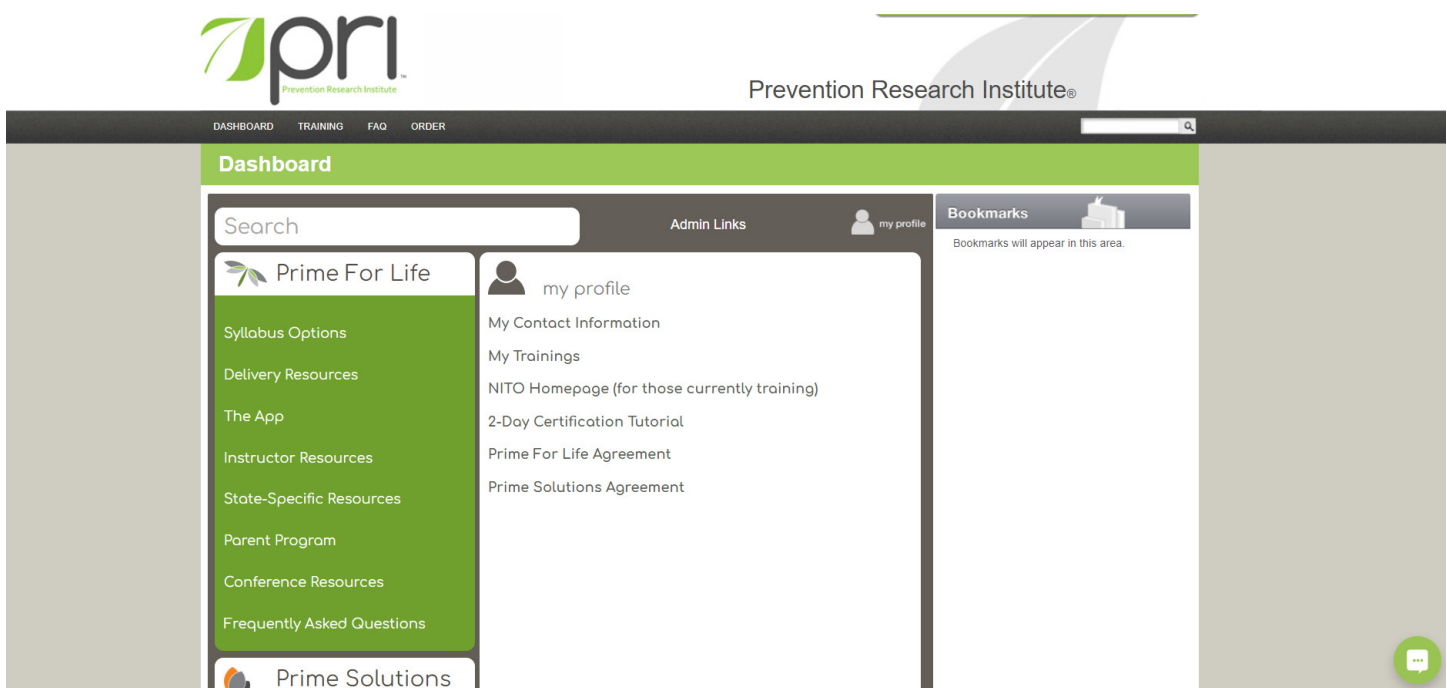 pri
™
Prevention Research Institute
Prevention Research Institute®
DASHBOARD TRAINING FAQ ORDER
Dashboard
Search
Admin Links
my profile
Bookmarks
Bookmarks will appear in this area.
Prime For Life
Syllabus Options
Delivery Resources
The App
Instructor Resources
State-Specific Resources
Parent Program
Conference Resources
Frequently Asked Questions
my profile
My Contact Information
My Trainings
NITO Homepage (for those currently training)
2-Day Certification Tutorial
Prime For Life Agreement
Prime Solutions Agreement
Prime Solutions